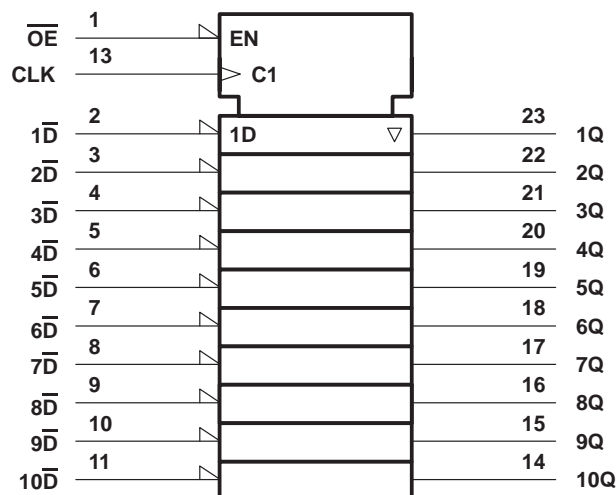 OE 1 EN
CLK 13 C1
1D 2 1D 23 1Q
2D 3 22 2Q
3D 4 21 3Q
4D 5 20 4Q
5D 6 19 5Q
6D 7 18 6Q
7D 8 17 7Q
8D 9 16 8Q
9D 10 15 9Q
10D 11 14 10Q